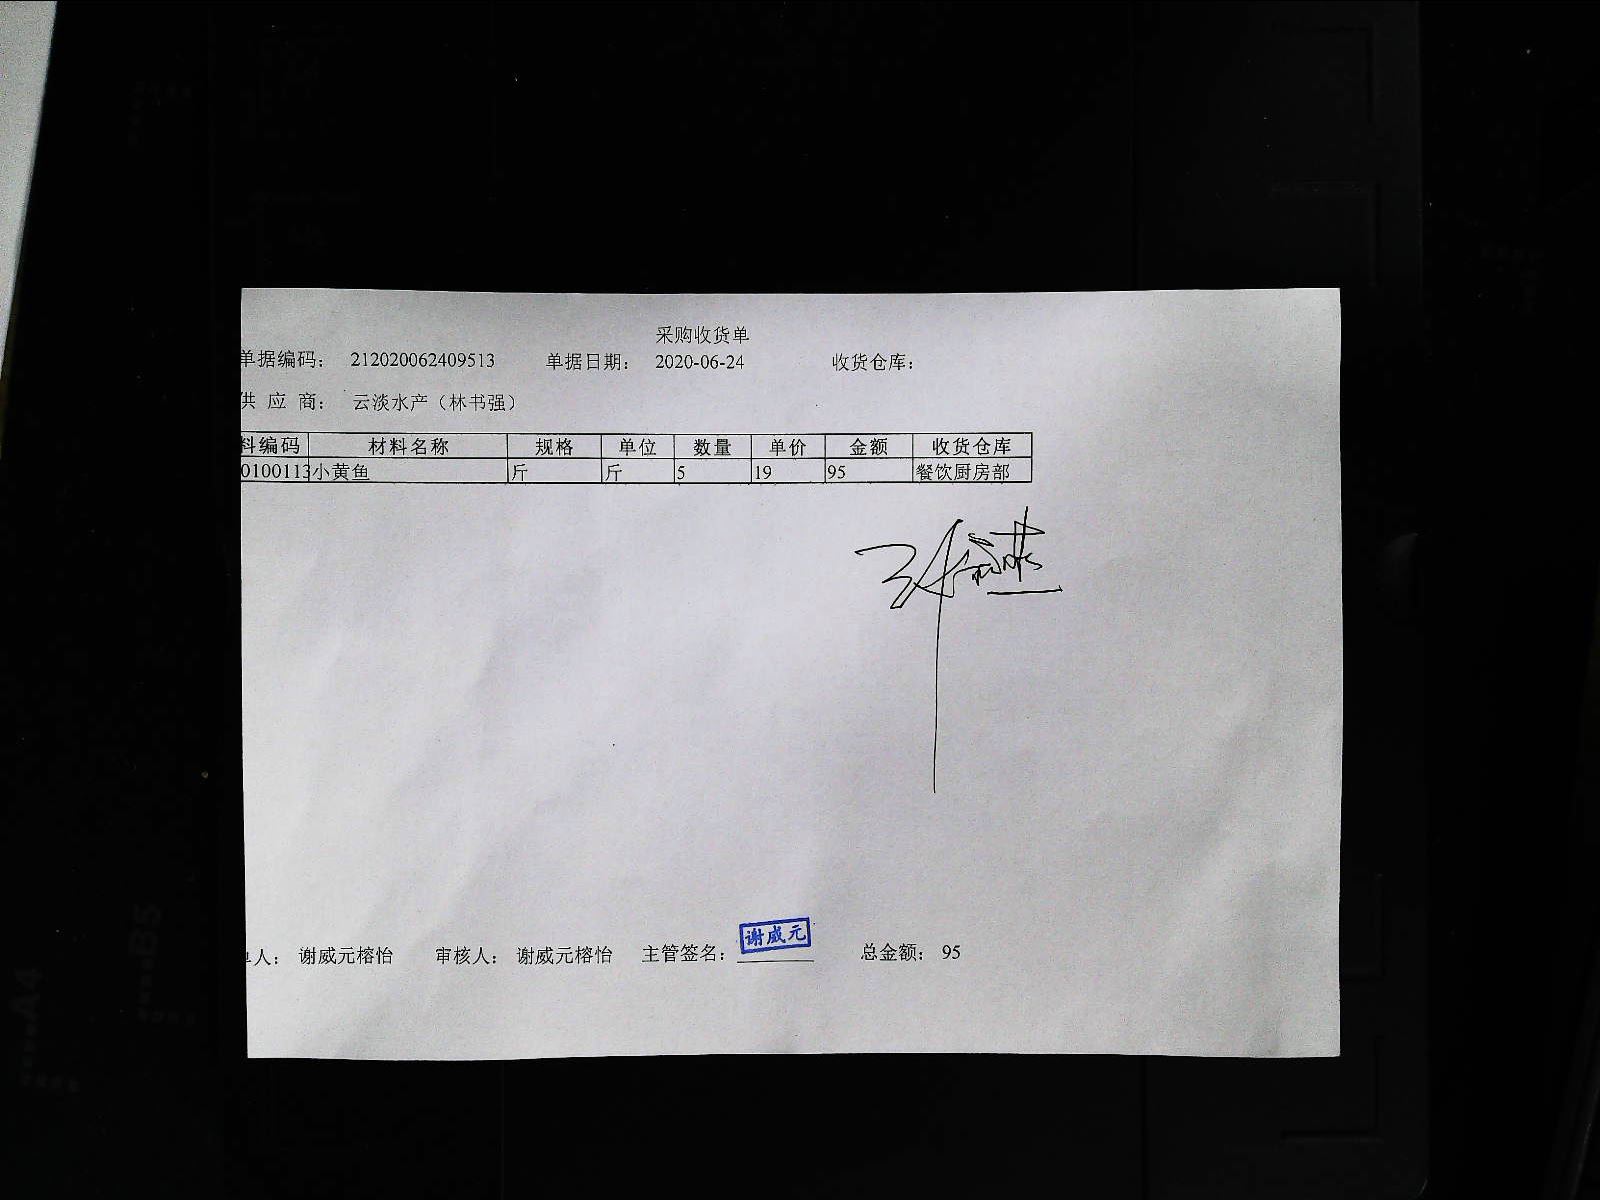 采购收货单
单据编码： 212020062409513 单据日期： 2020-06-24 收货仓库：
供 应 商： 云淡水产（林书强）
料编码 材料名称 规格 单位 数量 单价 金额 收货仓库
0100113 小黄鱼 斤 斤 5 19 95 餐饮厨房部
单人： 谢威元榕怡 审核人： 谢威元榕怡 主管签名： 谢威元 总金额： 95
A4
B5